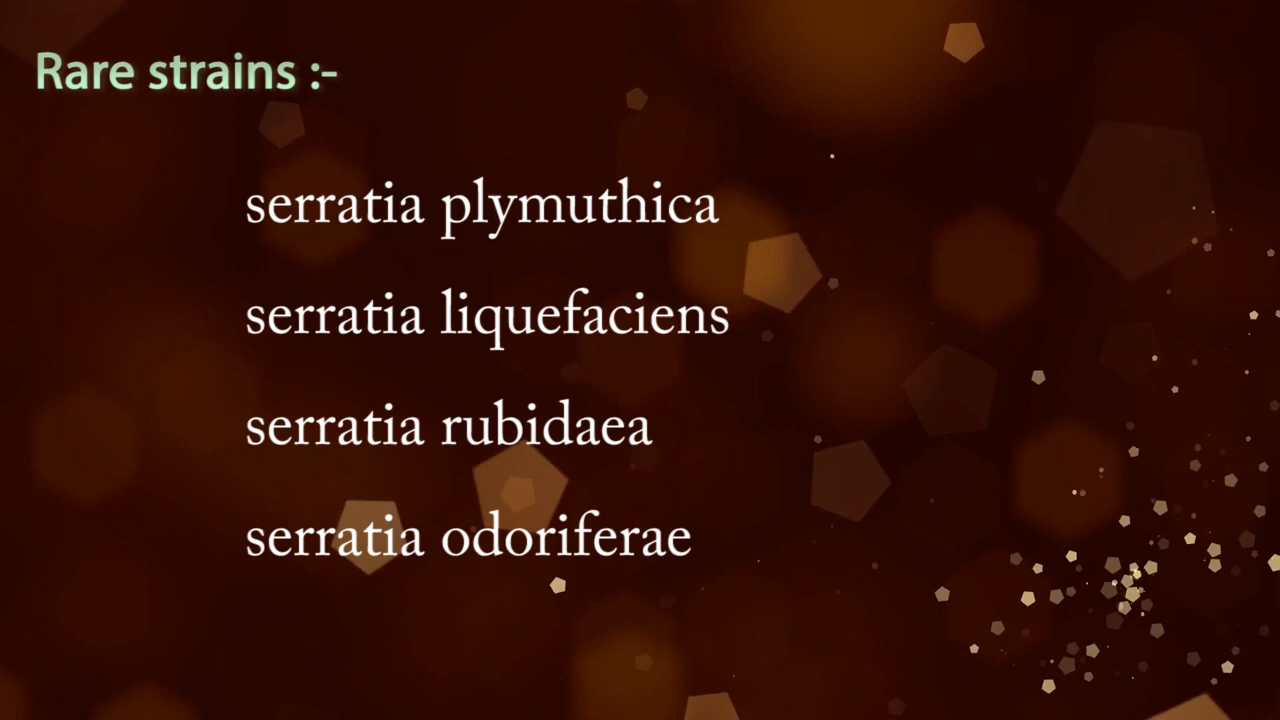 Rare strains :-
serratia plymuthica
serratia liquefaciens
serratia rubidaea
serratia odoriferae